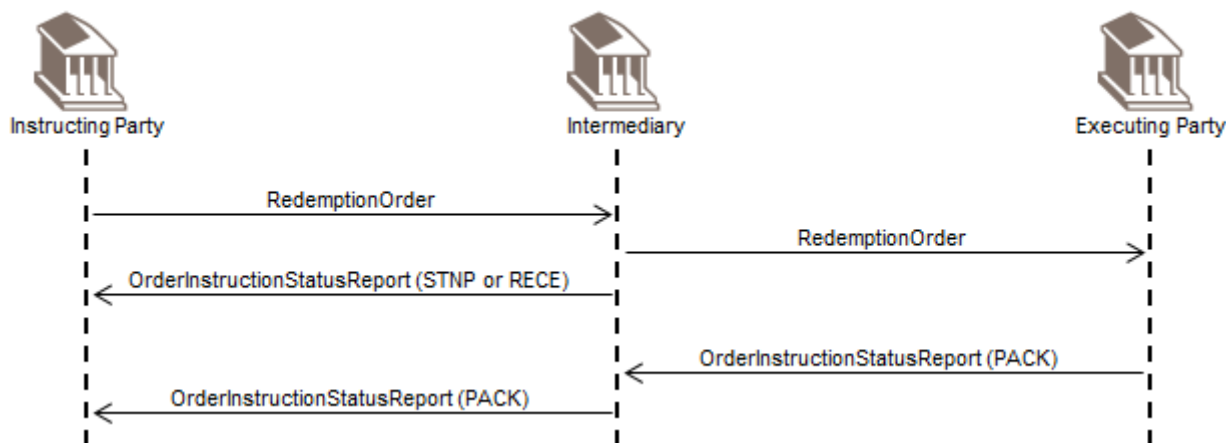 Instructing Party
Intermediary
Executing Party
RedemptionOrder
RedemptionOrder
OrderInstructionStatusReport (STNP or RECE)
OrderInstructionStatusReport (PACK)
OrderInstructionStatusReport (PACK)